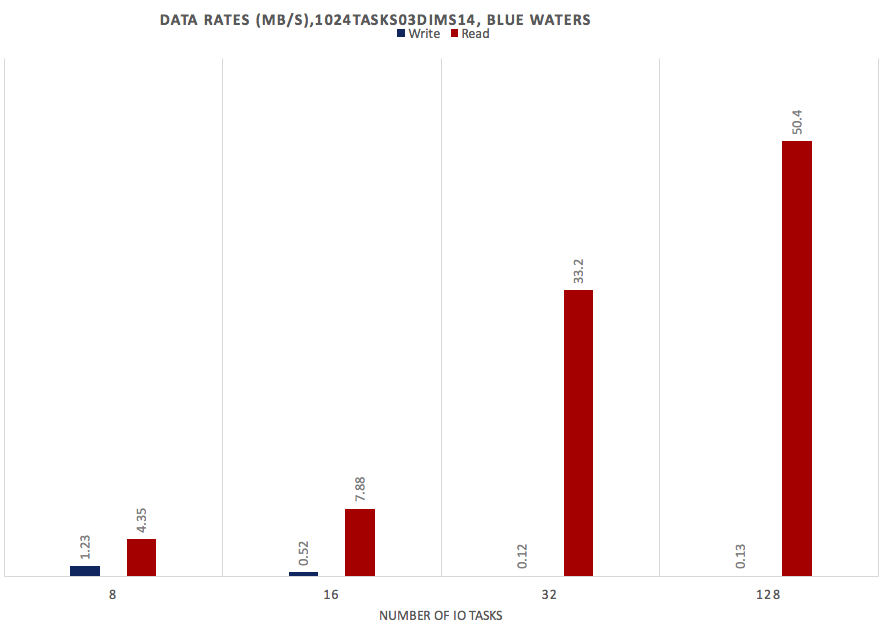 DATA RATES (MB/S),1024TASKS03DIMS14, BLUE WATERS
Write Read
1.23
4.35
0.52
7.88
0.12
33.2
0.13
50.4
8 16 32 128
NUMBER OF IO TASKS